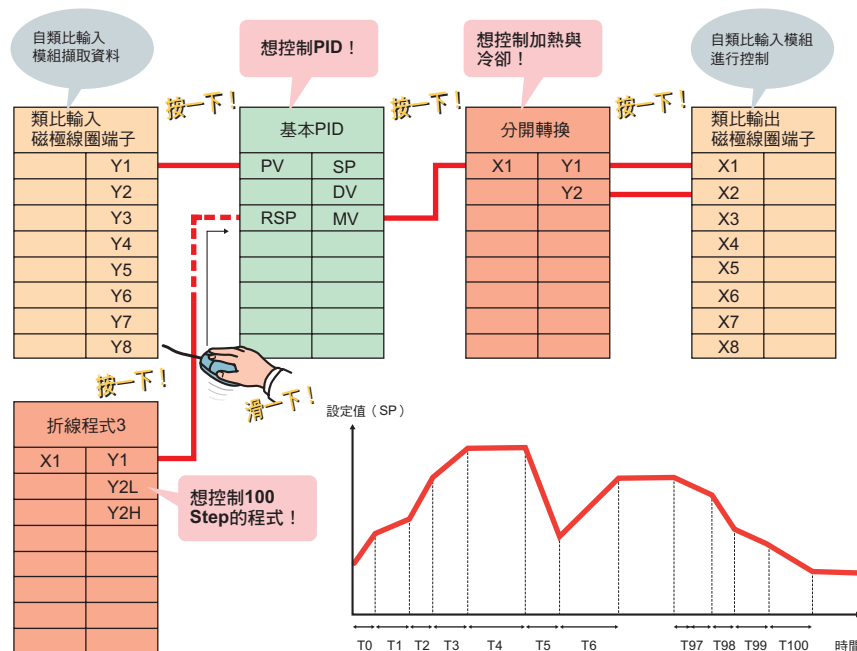 自類比輸入
模組擷取資料
想控制PID！
想控制加熱與
冷卻！
自類比輸入模組
進行控制
按一下！
按一下！
按一下！
類比輸入
磁極線圈端子
Y1
Y2
Y3
Y4
Y5
Y6
Y7
Y8
基本PID
PV SP
DV
RSP MV
分開轉換
X1 Y1
Y2
類比輸出
磁極線圈端子
X1
X2
X3
X4
X5
X6
X7
X8
按一下！
滑一下！
折線程式3
X1 Y1
Y2L
Y2H
想控制100
Step的程式！
設定值（SP）
T0 T1 T2 T3 T4 T5 T6 T97 T98 T99 T100 時間